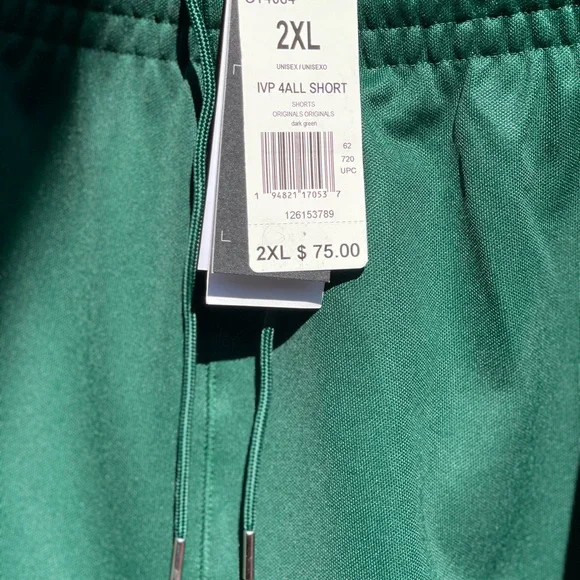 2XL
UNISEX / UNISEXO
IVP 4ALL SHORT
SHORTS
ORIGINALS ORIGINALS
dark green
62
720
UPC
1 94821 17053 7
126153789
2XL $ 75.00